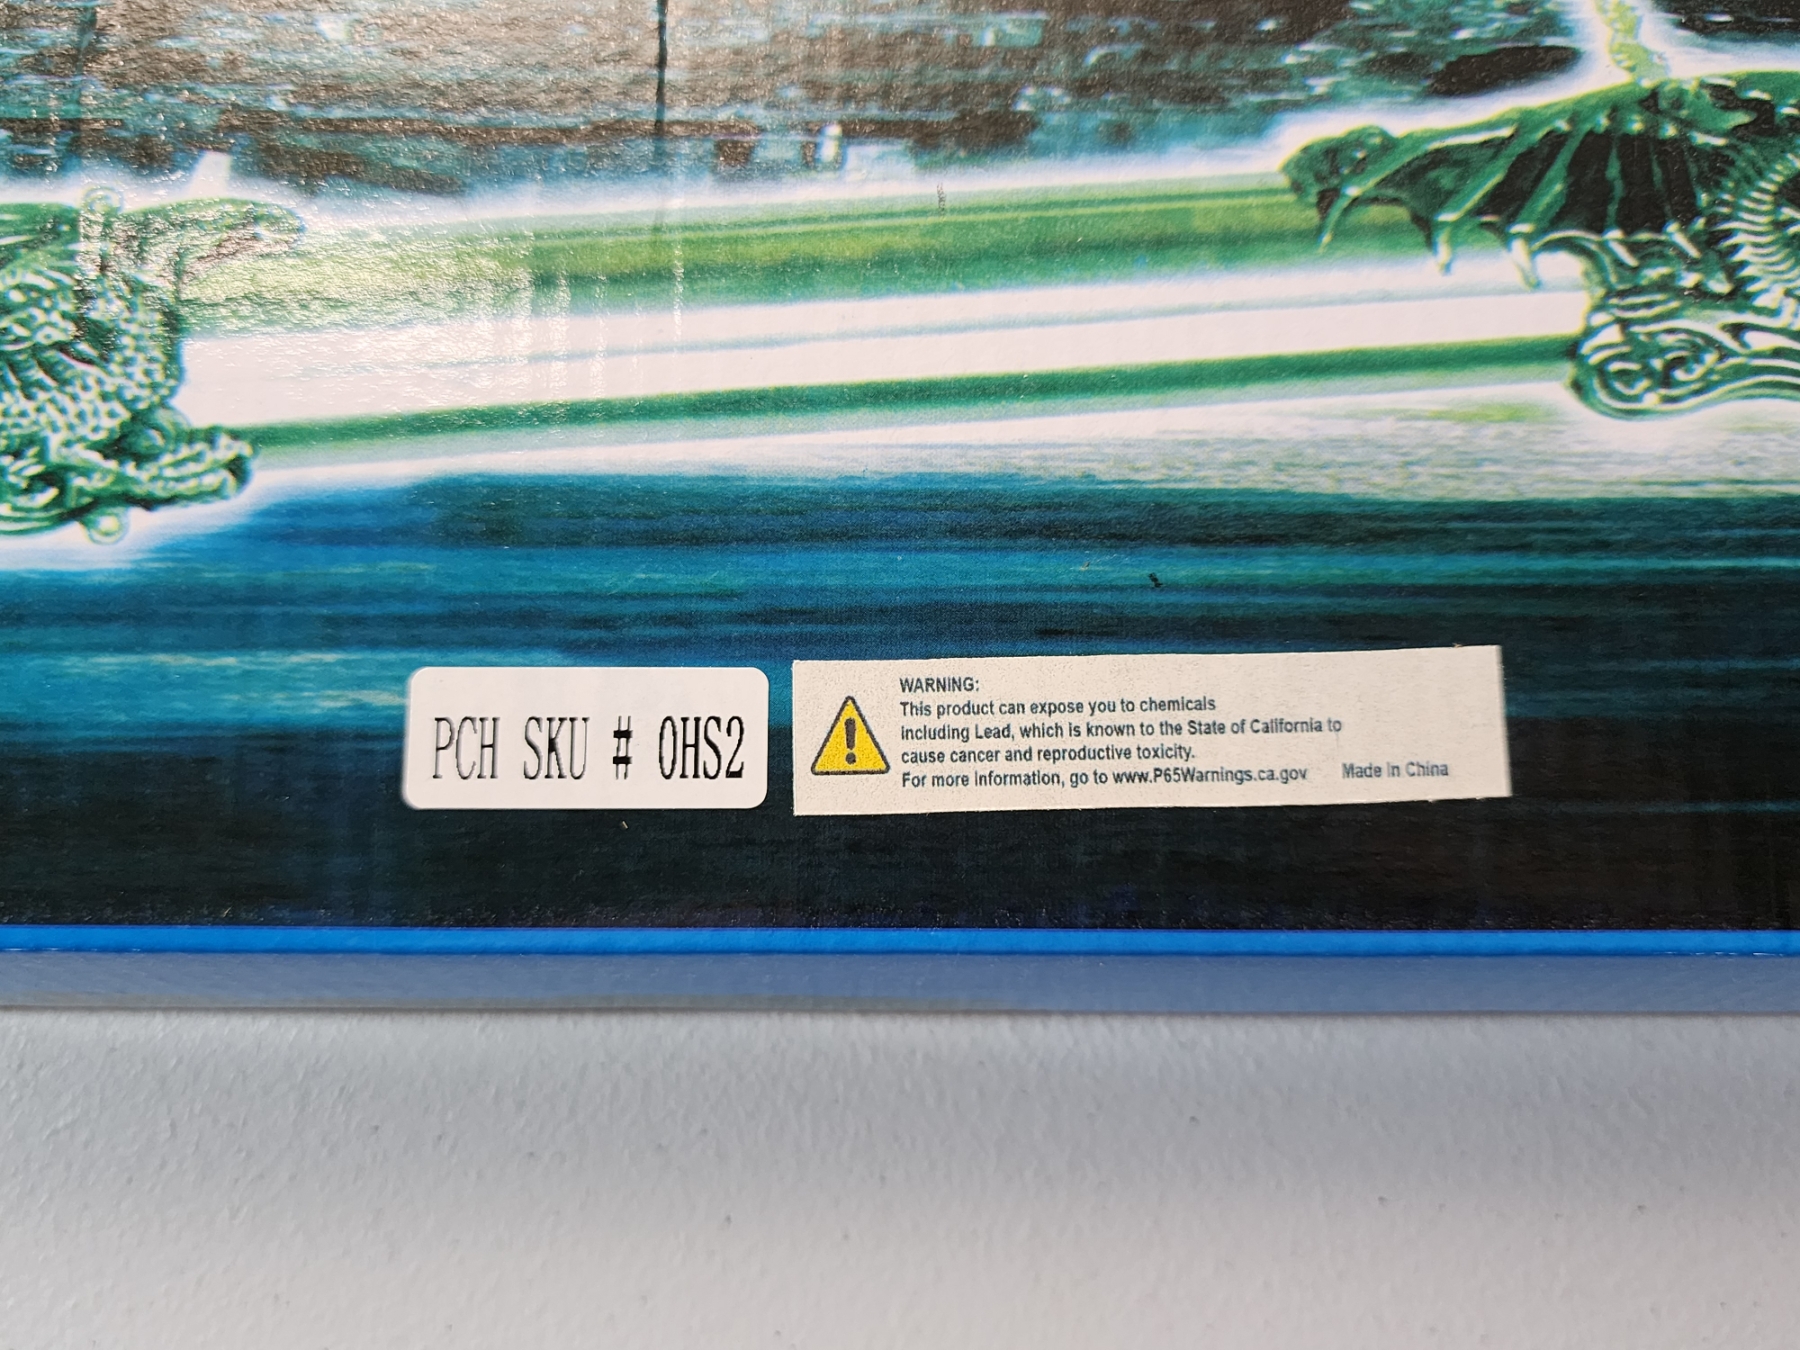 PCH SKU # 0HS2
WARNING:
This product can expose you to chemicals
including Lead, which is known to the State of California to
cause cancer and reproductive toxicity.
For more information, go to www.P65Warnings.ca.gov Made in China